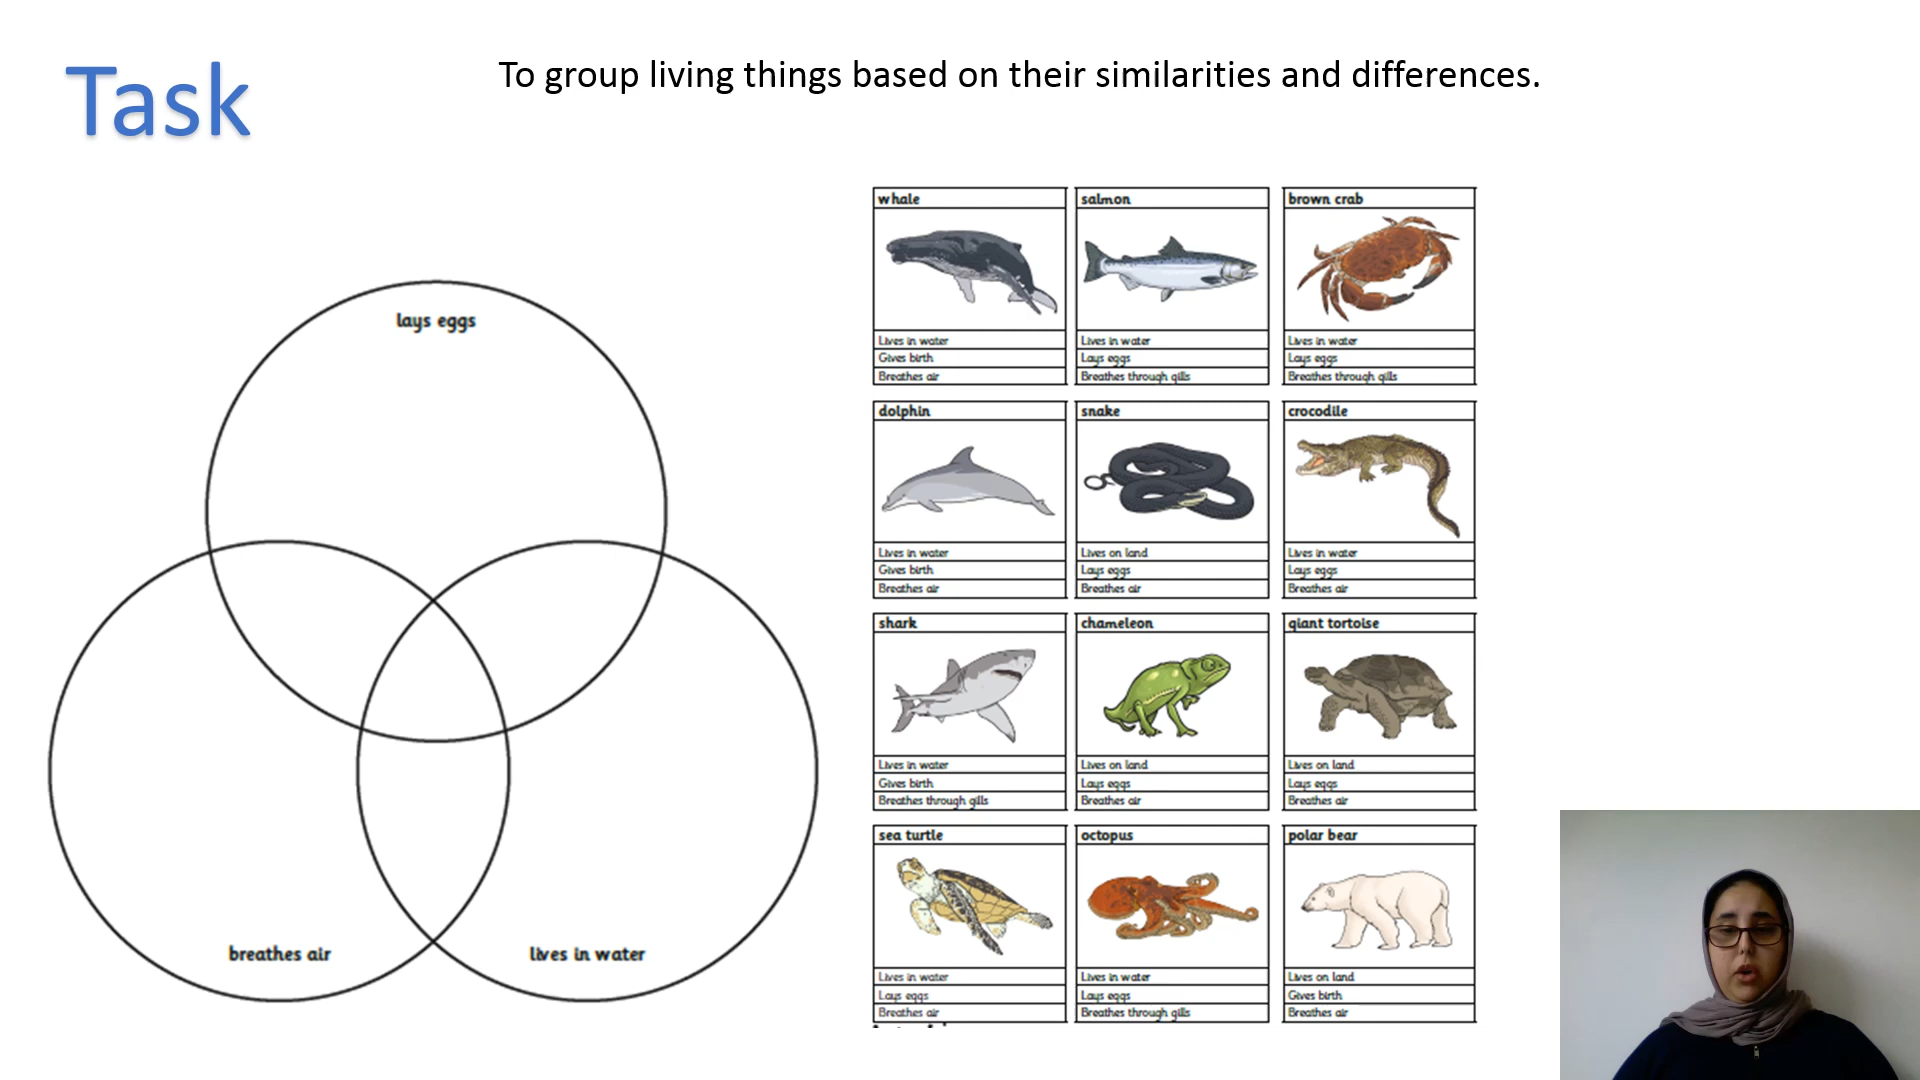 Task
To group living things based on their similarities and differences.
lays eggs
breathes air
lives in water
whale
Lives in water
Gives birth
Breathes air
salmon
Lives in water
Lays eggs
Breathes through gills
brown crab
Lives in water
Lays eggs
Breathes through gills
dolphin
Lives in water
Gives birth
Breathes air
snake
Lives on land
Lays eggs
Breathes air
crocodile
Lives in water
Lays eggs
Breathes air
shark
Lives in water
Gives birth
Breathes through gills
chameleon
Lives on land
Lays eggs
Breathes air
giant tortoise
Lives on land
Lays eggs
Breathes air
sea turtle
Lives in water
Lays eggs
Breathes air
octopus
Lives in water
Lays eggs
Breathes through gills
polar bear
Lives on land
Gives birth
Breathes air